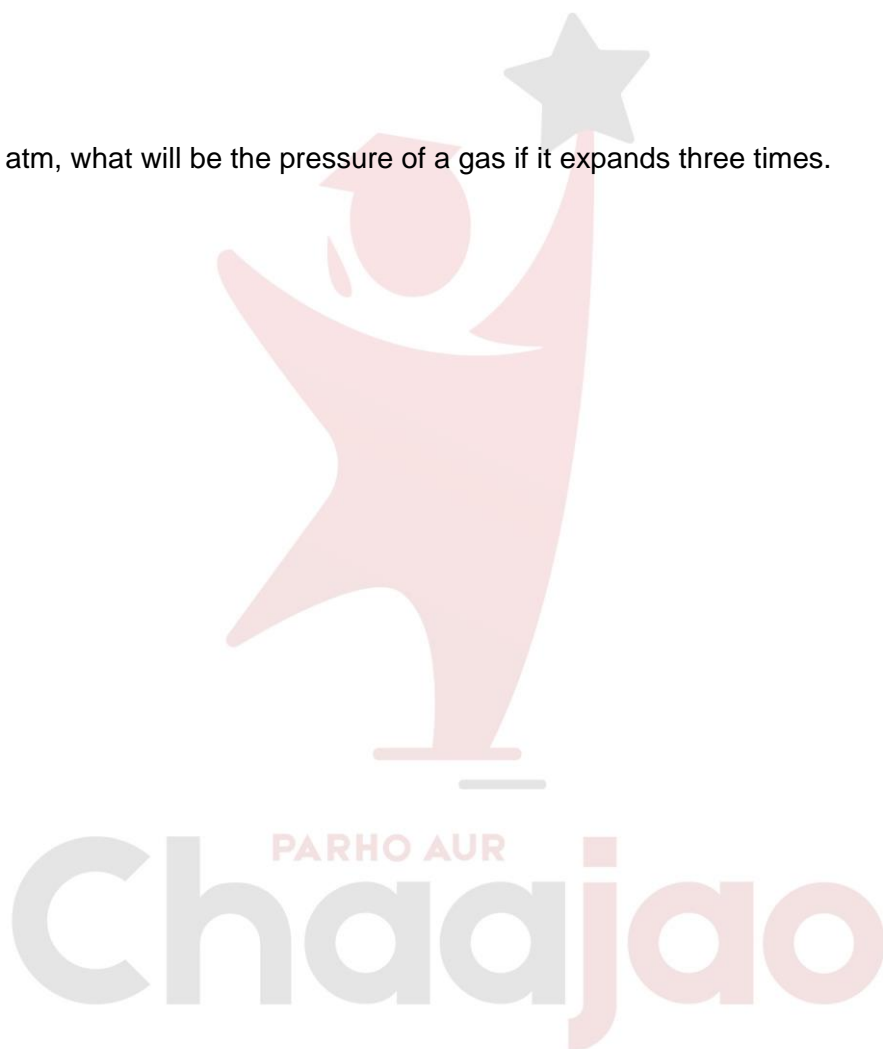 atm, what will be the pressure of a gas if it expands three times.
PARHO AUR
Chaajao